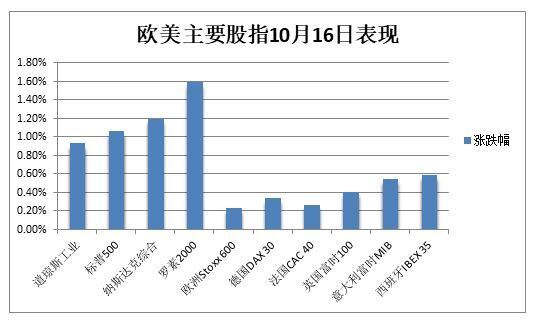 欧美主要股指10月16日表现
1.80%
1.60%
1.40%
1.20%
1.00%
0.80%
0.60%
0.40%
0.20%
0.00%
涨跌幅
道琼斯工业
标普500
纳斯达克综合
罗素2000
欧洲Stoxx600
德国DAX30
法国CAC 40
英国富时100
意大利富时MIB
西班牙IBEX35